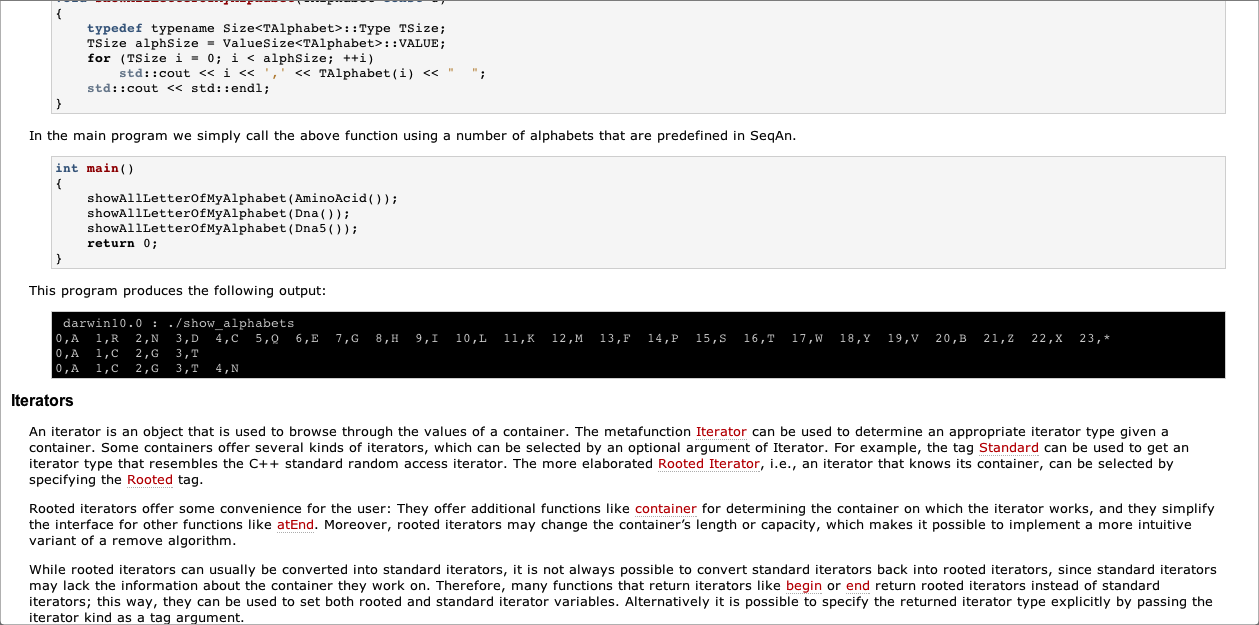 {
    typedef typename Size<TAlphabet>::Type TSize;
    TSize alphSize = ValueSize<TAlphabet>::VALUE;
    for (TSize i = 0; i < alphSize; ++i)
        std::cout << i << ',' << TAlphabet(i) << "  ";
    std::cout << std::endl;
}
In the main program we simply call the above function using a number of alphabets that are predefined in SeqAn.
int main()
{
    showAllLetterOfMyAlphabet(AminoAcid());
    showAllLetterOfMyAlphabet(Dna());
    showAllLetterOfMyAlphabet(Dna5());
    return 0;
}
This program produces the following output:
darwin10.0 : ./show_alphabets
0,A  1,R  2,N  3,D  4,C  5,Q  6,E  7,G  8,H  9,I  10,L  11,K  12,M  13,F  14,P  15,S  16,T  17,W  18,Y  19,V  20,B  21,Z  22,X  23,*
0,A  1,C  2,G  3,T
0,A  1,C  2,G  3,T  4,N
Iterators
An iterator is an object that is used to browse through the values of a container. The metafunction Iterator can be used to determine an appropriate iterator type given a
container. Some containers offer several kinds of iterators, which can be selected by an optional argument of Iterator. For example, the tag Standard can be used to get an
iterator type that resembles the C++ standard random access iterator. The more elaborated Rooted Iterator, i.e., an iterator that knows its container, can be selected by
specifying the Rooted tag.
Rooted iterators offer some convenience for the user: They offer additional functions like container for determining the container on which the iterator works, and they simplify
the interface for other functions like atEnd. Moreover, rooted iterators may change the container’s length or capacity, which makes it possible to implement a more intuitive
variant of a remove algorithm.
While rooted iterators can usually be converted into standard iterators, it is not always possible to convert standard iterators back into rooted iterators, since standard iterators
may lack the information about the container they work on. Therefore, many functions that return iterators like begin or end return rooted iterators instead of standard
iterators; this way, they can be used to set both rooted and standard iterator variables. Alternatively it is possible to specify the returned iterator type explicitly by passing the
iterator kind as a tag argument.